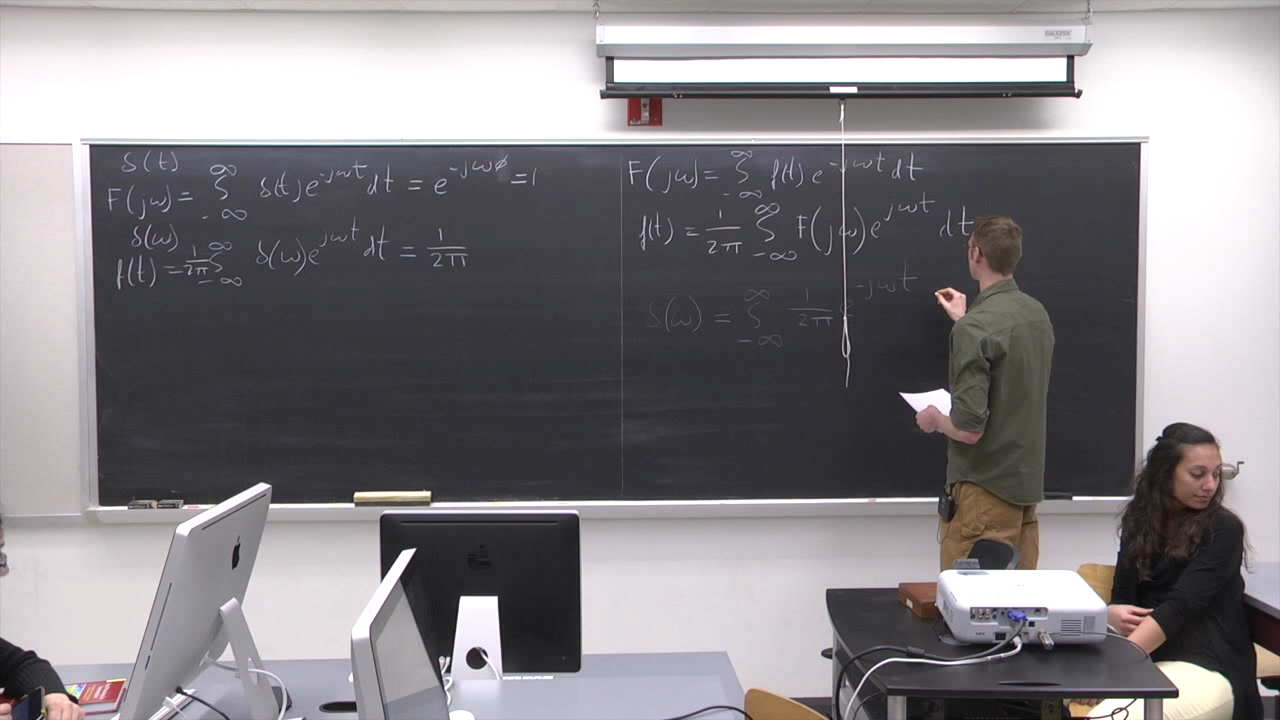 δ(t)
F(jω) = ∫_{-∞}^{∞} δ(t) e^{-jωt} dt = e^{-jω0} = 1
δ(ω)
f(t) = 1/2π ∫_{-∞}^{∞} δ(ω) e^{jωt} dt = 1/2π
F(jω) = ∫_{-∞}^{∞} f(t) e^{-jωt} dt
f(t) = 1/2π ∫_{-∞}^{∞} F(jω) e^{jωt} dt
δ(ω) = ∫_{-∞}^{∞} 1/2π e^{-jωt}